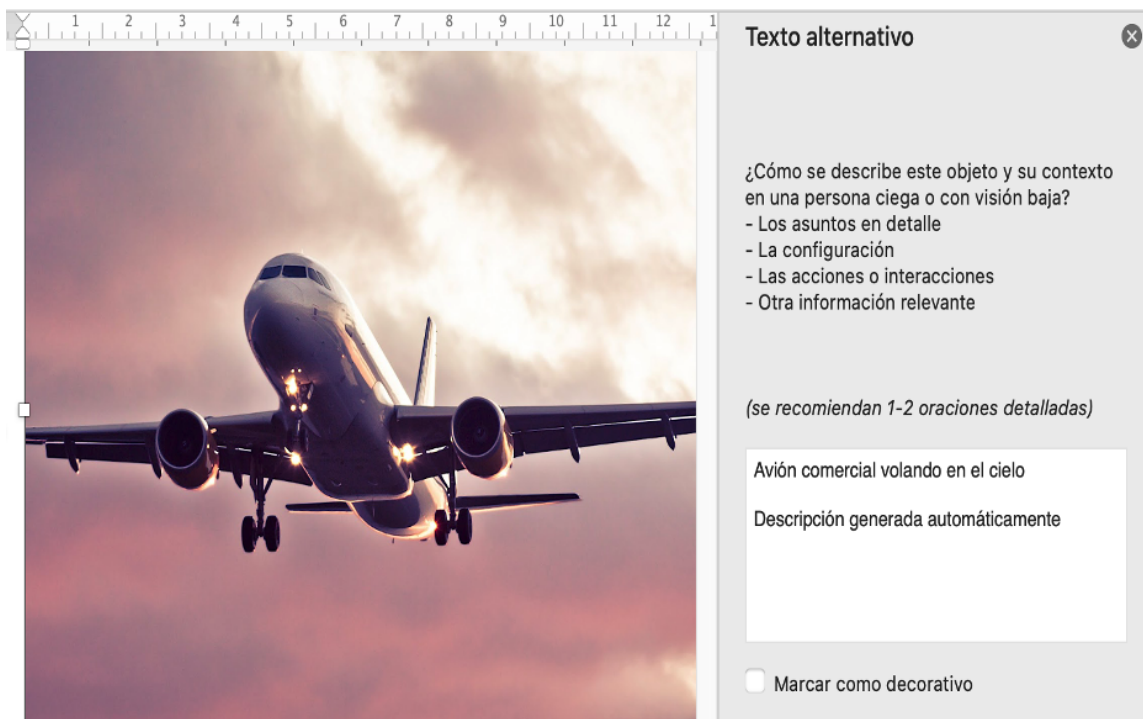 1 2 3 4 5 6 7 8 9 10 11 12 1
Texto alternativo
¿Cómo se describe este objeto y su contexto
en una persona ciega o con visión baja?
- Los asuntos en detalle
- La configuración
- Las acciones o interacciones
- Otra información relevante
(se recomiendan 1-2 oraciones detalladas)
Avión comercial volando en el cielo
Descripción generada automáticamente
Marcar como decorativo